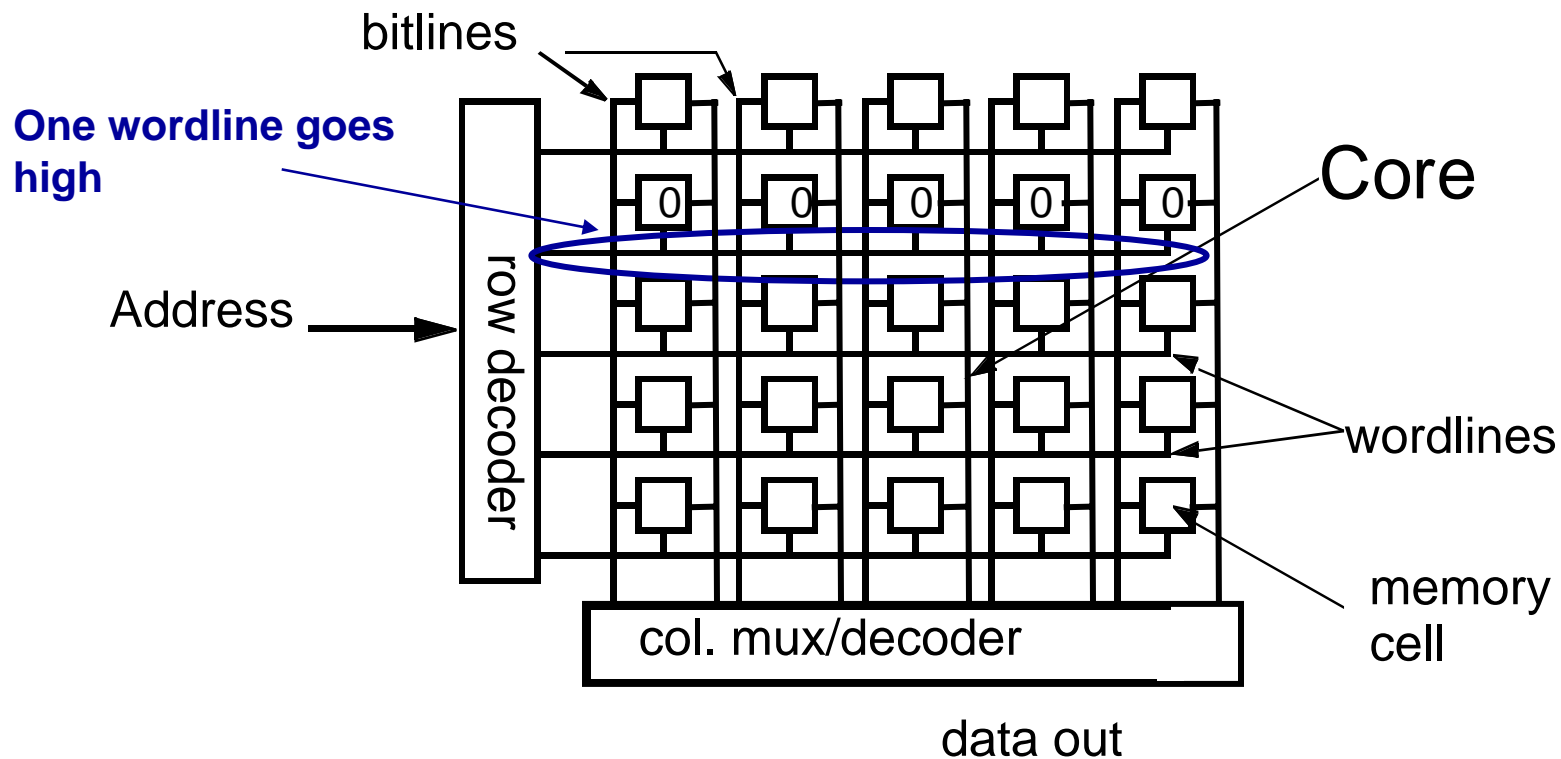 bitlines
One wordline goes
high
Core
0 0 0 0 0
Address
row decoder
wordlines
memory
cell
col. mux/decoder
data out